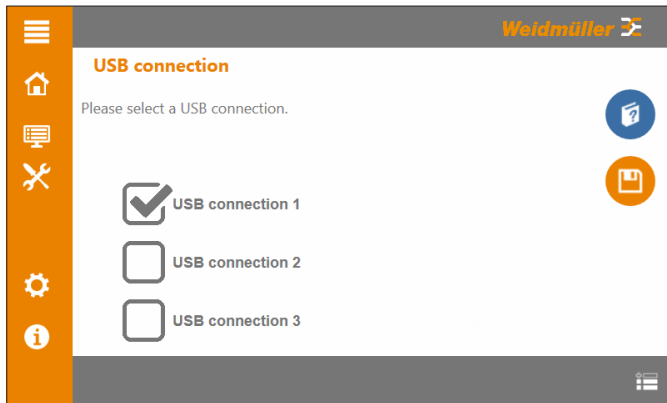 Weidmüller
USB connection
Please select a USB connection.
USB connection 1
USB connection 2
USB connection 3